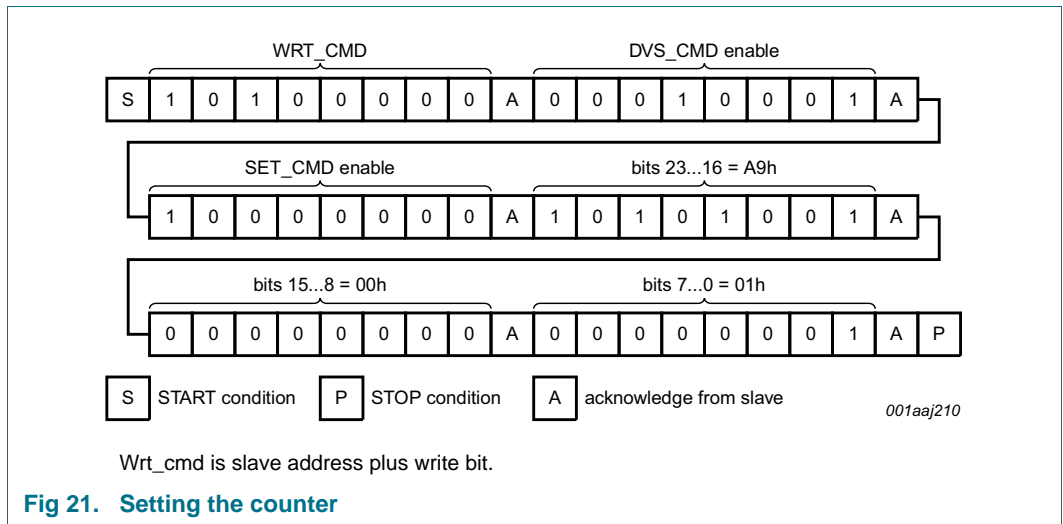 WRT_CMD DVS_CMD enable
S 1 0 1 0 0 0 0 0 A 0 0 0 1 0 0 0 1 A
SET_CMD enable bits 23...16 = A9h
1 0 0 0 0 0 0 0 A 1 0 1 0 1 0 0 1 A
bits 15...8 = 00h bits 7...0 = 01h
0 0 0 0 0 0 0 0 A 0 0 0 0 0 0 0 1 A P
S START condition P STOP condition A acknowledge from slave
001aaj210
Wrt_cmd is slave address plus write bit.
Fig 21. Setting the counter